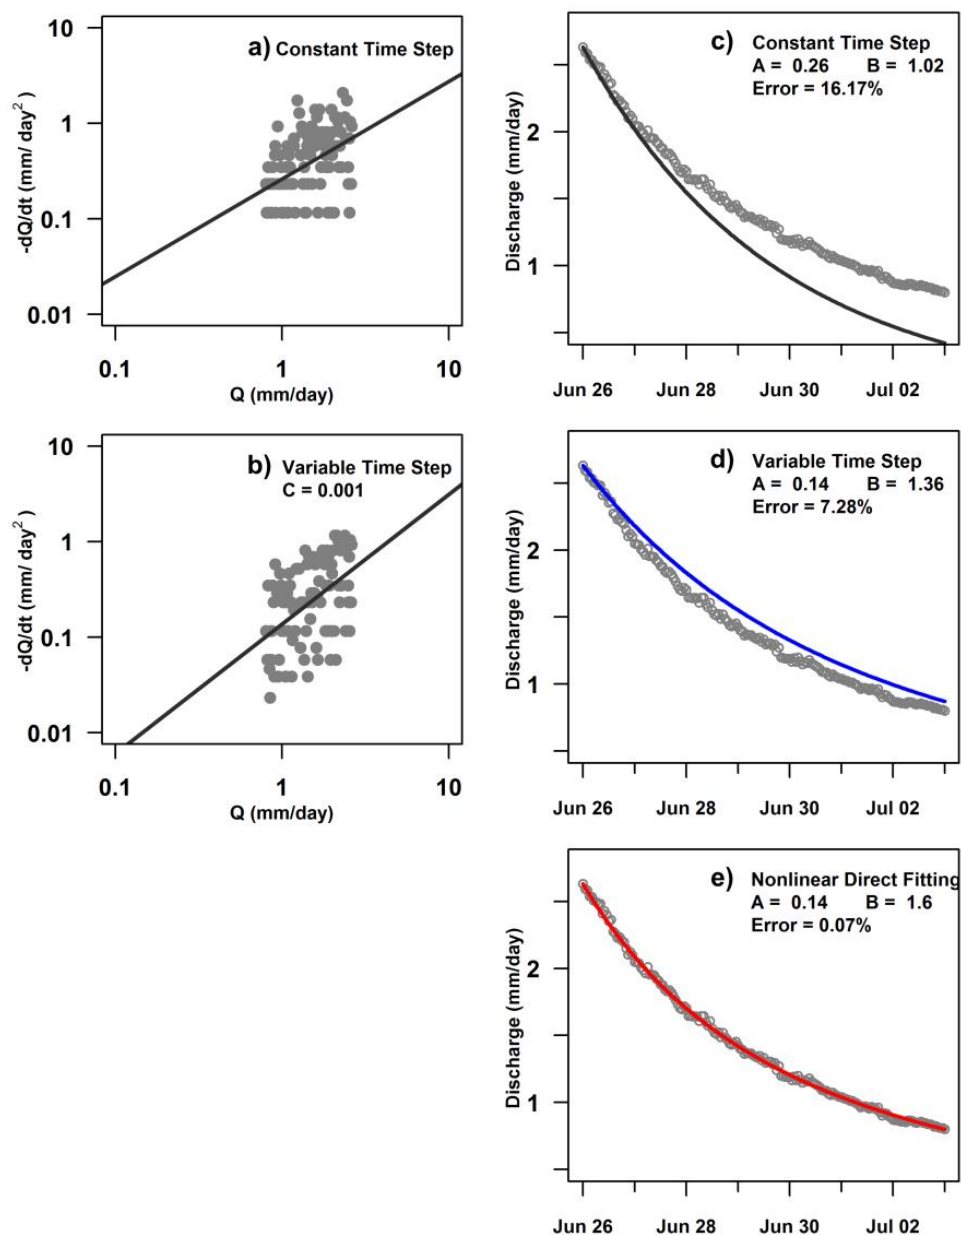 a) Constant Time Step
10
1
0.1
0.01
-dQ/dt (mm/ day²)
0.1 1 10
Q (mm/day)
c) Constant Time Step
A = 0.26 B = 1.02
Error = 16.17%
2
1
Discharge (mm/day)
Jun 26 Jun 28 Jun 30 Jul 02
b) Variable Time Step
C = 0.001
10
1
0.1
0.01
-dQ/dt (mm/ day²)
0.1 1 10
Q (mm/day)
d) Variable Time Step
A = 0.14 B = 1.36
Error = 7.28%
2
1
Discharge (mm/day)
Jun 26 Jun 28 Jun 30 Jul 02
e) Nonlinear Direct Fitting
A = 0.14 B = 1.6
Error = 0.07%
2
1
Discharge (mm/day)
Jun 26 Jun 28 Jun 30 Jul 02